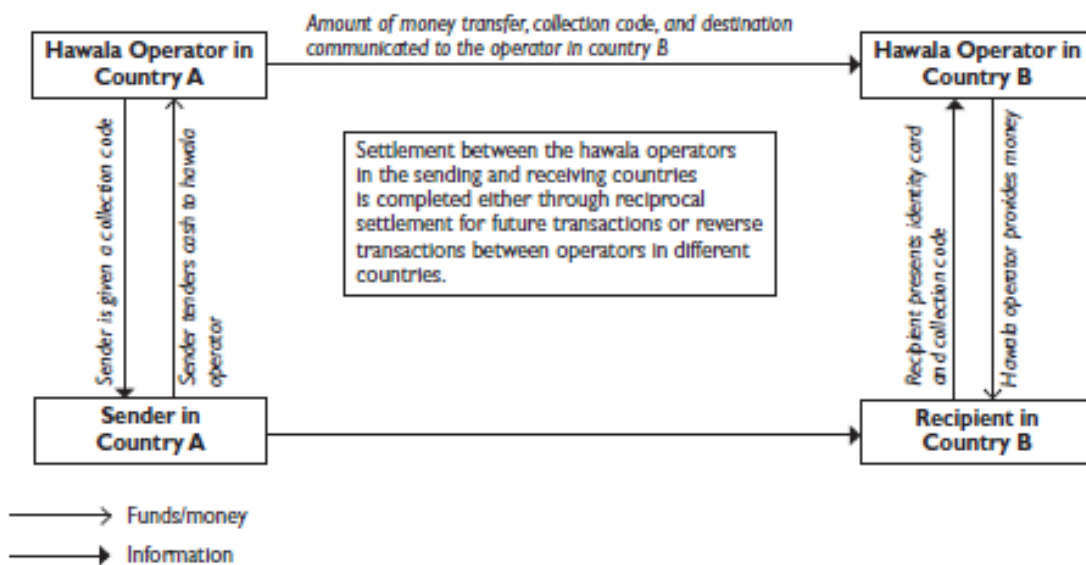 Amount of money transfer, collection code, and destination
communicated to the operator in country B
Hawala Operator in
Country A
Hawala Operator in
Country B
Sender is given a collection code
Sender tenders cash to hawala
operator
Settlement between the hawala operators
in the sending and receiving countries
is completed either through reciprocal
settlement for future transactions or reverse
transactions between operators in different
countries.
Recipient presents identity card
and collection code
Hawala operator provides money
Sender in
Country A
Recipient in
Country B
Funds/money
Information